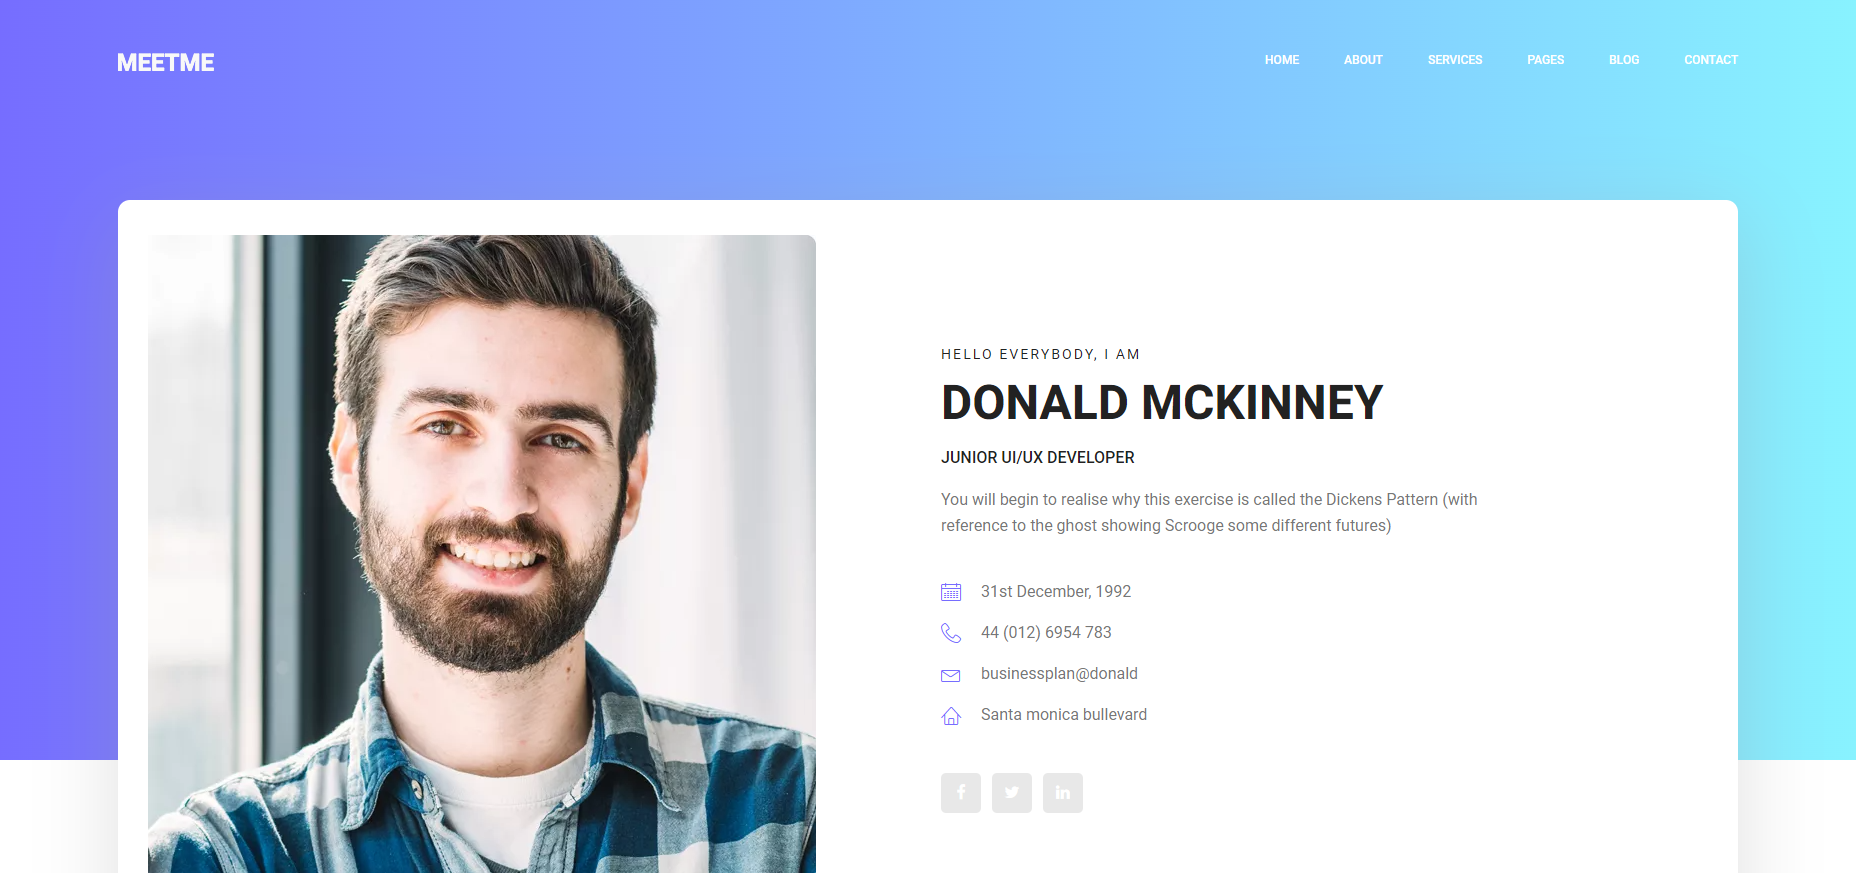 MEETME
HOME ABOUT SERVICES PAGES BLOG CONTACT
HELLO EVERYBODY, I AM
DONALD MCKINNEY
JUNIOR UI/UX DEVELOPER
You will begin to realise why this exercise is called the Dickens Pattern (with
reference to the ghost showing Scrooge some different futures)
31st December, 1992
44 (012) 6954 783
businessplan@donald
Santa monica bullevard